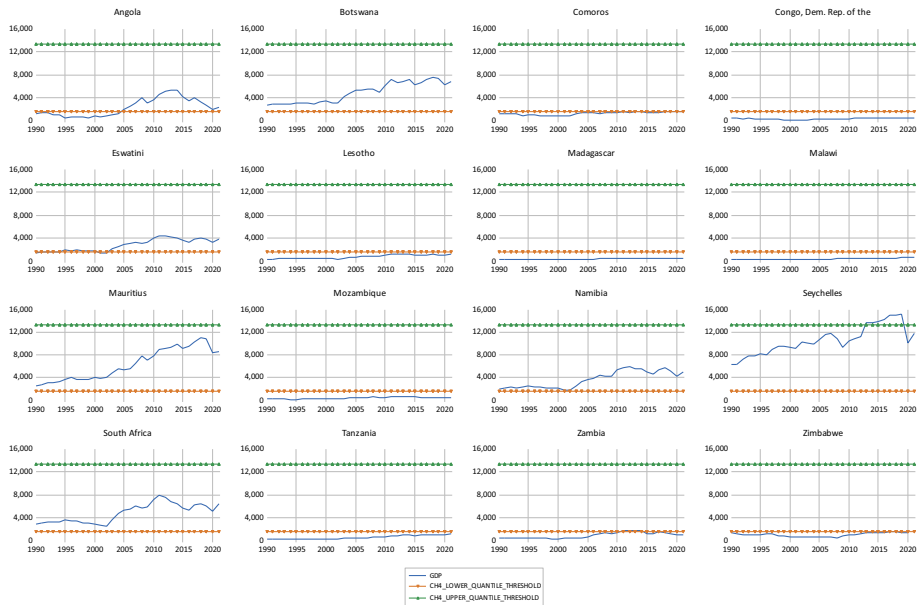 Angola
16,000
12,000
8,000
4,000
0
1990 1995 2000 2005 2010 2015 2020
Botswana
16,000
12,000
8,000
4,000
0
1990 1995 2000 2005 2010 2015 2020
Comoros
16,000
12,000
8,000
4,000
0
1990 1995 2000 2005 2010 2015 2020
Congo, Dem. Rep. of the
16,000
12,000
8,000
4,000
0
1990 1995 2000 2005 2010 2015 2020
Eswatini
16,000
12,000
8,000
4,000
0
1990 1995 2000 2005 2010 2015 2020
Lesotho
16,000
12,000
8,000
4,000
0
1990 1995 2000 2005 2010 2015 2020
Madagascar
16,000
12,000
8,000
4,000
0
1990 1995 2000 2005 2010 2015 2020
Malawi
16,000
12,000
8,000
4,000
0
1990 1995 2000 2005 2010 2015 2020
Mauritius
16,000
12,000
8,000
4,000
0
1990 1995 2000 2005 2010 2015 2020
Mozambique
16,000
12,000
8,000
4,000
0
1990 1995 2000 2005 2010 2015 2020
Namibia
16,000
12,000
8,000
4,000
0
1990 1995 2000 2005 2010 2015 2020
Seychelles
16,000
12,000
8,000
4,000
0
1990 1995 2000 2005 2010 2015 2020
South Africa
16,000
12,000
8,000
4,000
0
1990 1995 2000 2005 2010 2015 2020
Tanzania
16,000
12,000
8,000
4,000
0
1990 1995 2000 2005 2010 2015 2020
Zambia
16,000
12,000
8,000
4,000
0
1990 1995 2000 2005 2010 2015 2020
Zimbabwe
16,000
12,000
8,000
4,000
0
1990 1995 2000 2005 2010 2015 2020
GDP
CH4_LOWER_QUANTILE_THRESHOLD
CH4_UPPER_QUANTILE_THRESHOLD